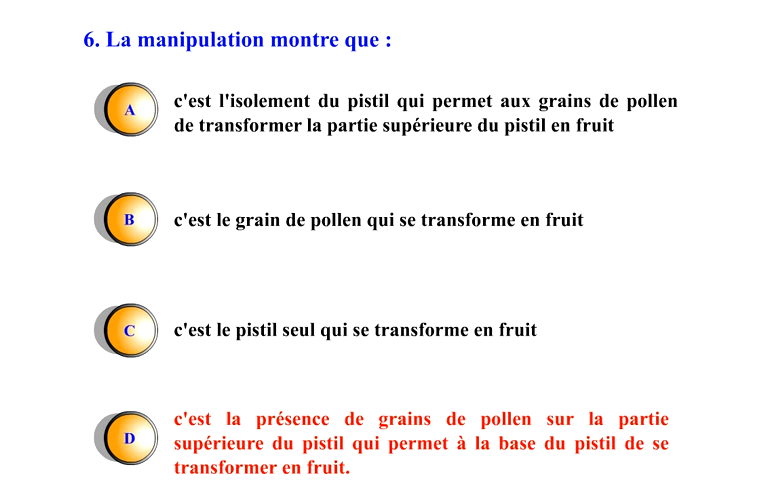 6. La manipulation montre que :
A
c'est l'isolement du pistil qui permet aux grains de pollen
de transformer la partie supérieure du pistil en fruit
B
c'est le grain de pollen qui se transforme en fruit
C
c'est le pistil seul qui se transforme en fruit
D
c'est la présence de grains de pollen sur la partie
supérieure du pistil qui permet à la base du pistil de se
transformer en fruit.